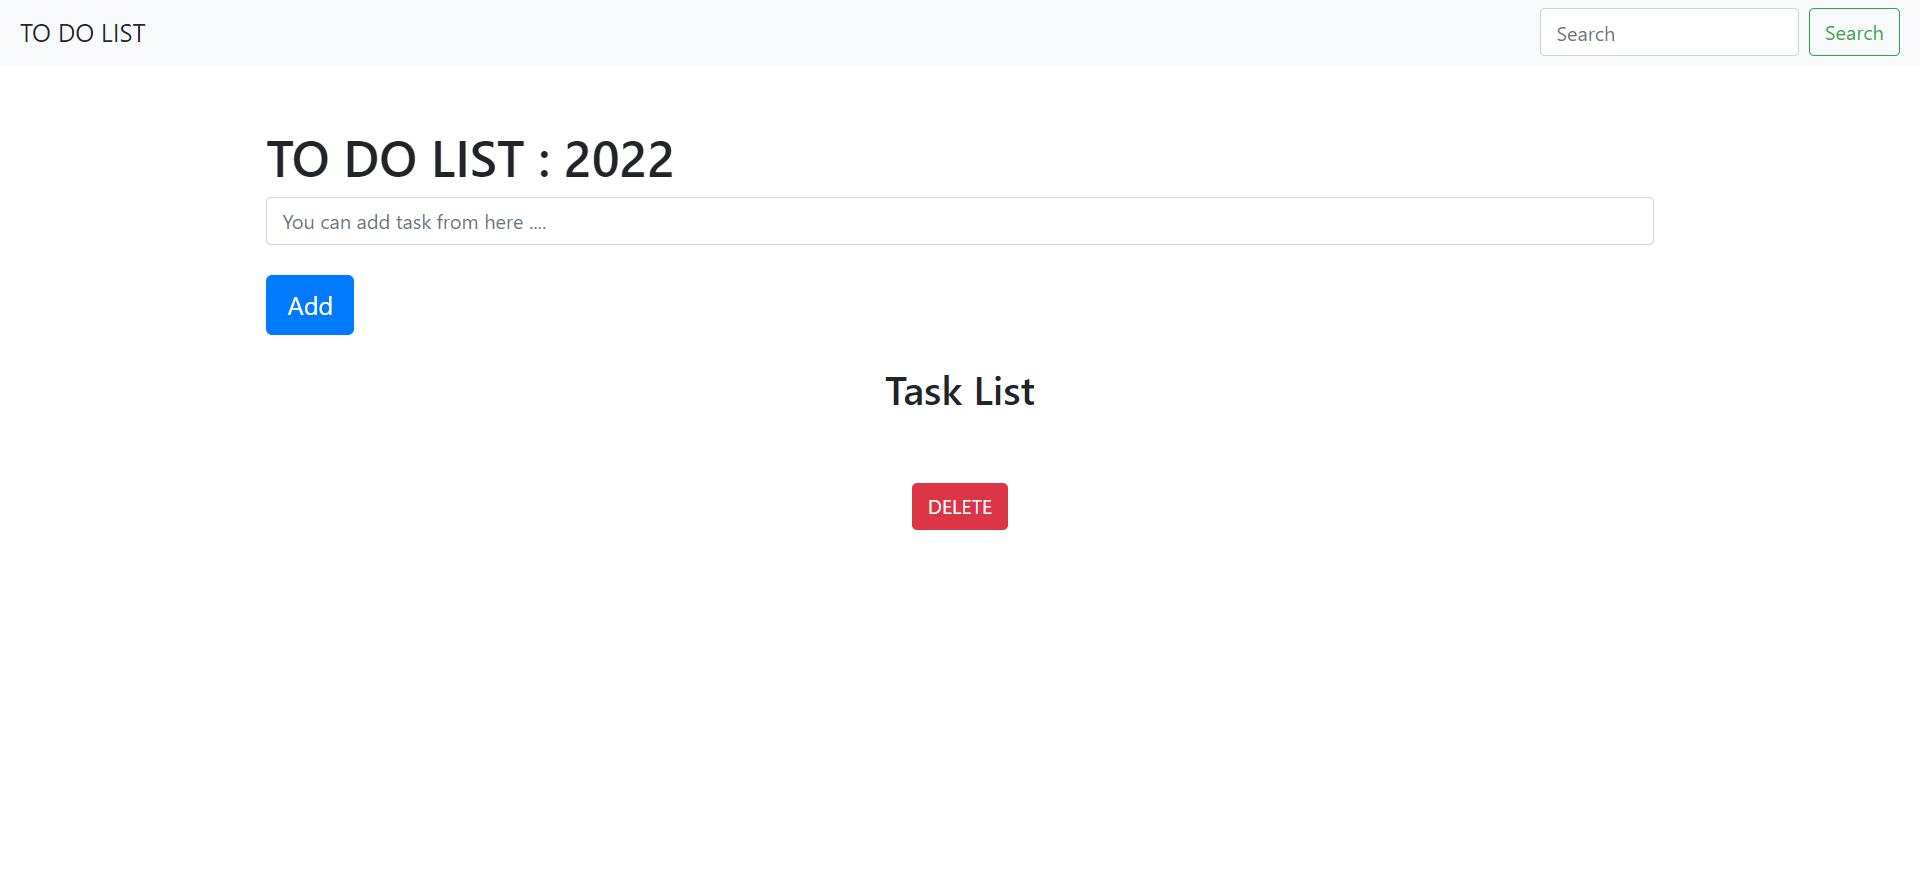 TO DO LIST
Search
Search
TO DO LIST : 2022
You can add task from here ....
Add
Task List
DELETE